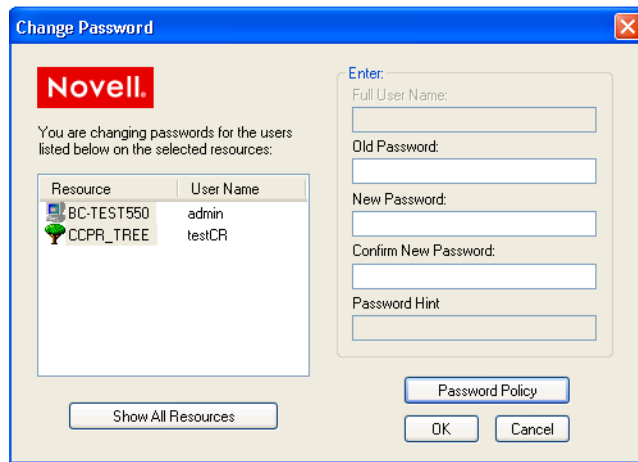 Change Password
Novell.
You are changing passwords for the users
listed below on the selected resources:
Resource User Name
BC-TEST550 admin
CCPR_TREE testCR
Show All Resources
Enter:
Full User Name:
Old Password:
New Password:
Confirm New Password:
Password Hint
Password Policy
OK Cancel